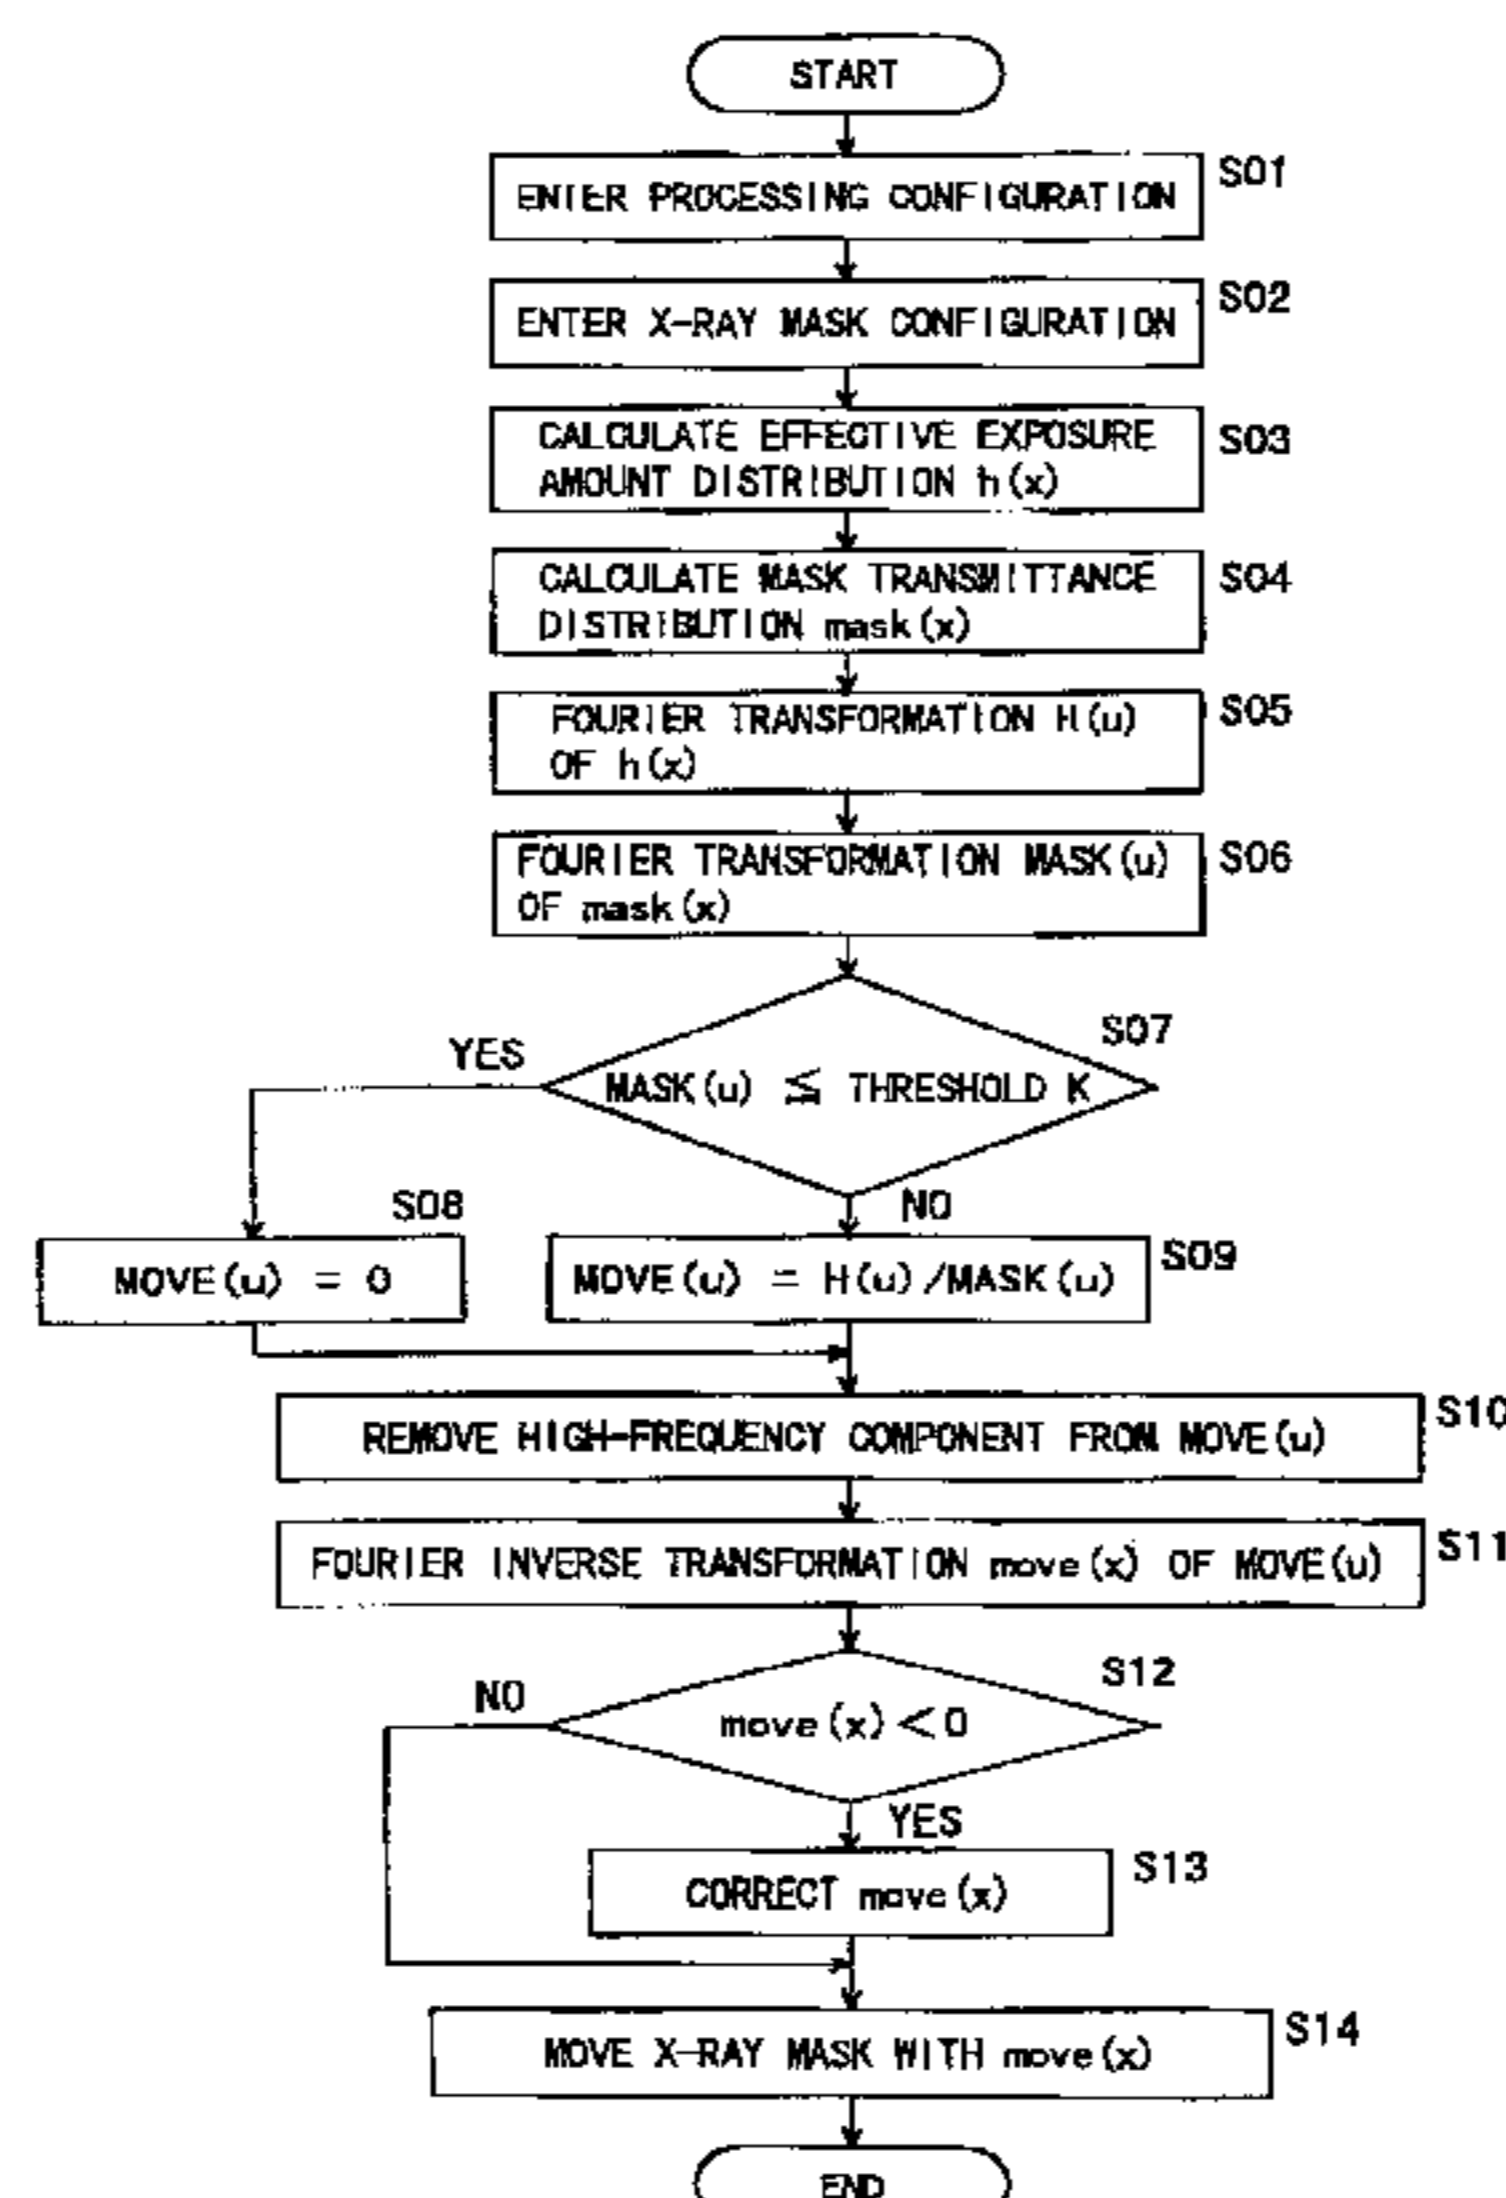 START
ENTER PROCESSING CONFIGURATION
S01
ENTER X-RAY MASK CONFIGURATION
S02
CALCULATE EFFECTIVE EXPOSURE
AMOUNT DISTRIBUTION h(x)
S03
CALCULATE MASK TRANSMITTANCE
DISTRIBUTION mask(x)
S04
FOURIER TRANSFORMATION H(u)
OF h(x)
S05
FOURIER TRANSFORMATION MASK(u)
OF mask(x)
S06
S07
YES
MASK(u) ≦ THRESHOLD K
NO
S08
MOVE(u) = 0
MOVE(u) = H(u)/MASK(u)
S09
REMOVE HIGH-FREQUENCY COMPONENT FROM MOVE(u)
S10
FOURIER INVERSE TRANSFORMATION move(x) OF MOVE(u)
S11
S12
NO
move(x)<0
YES
CORRECT move(x)
S13
MOVE X-RAY MASK WITH move(x)
S14
END